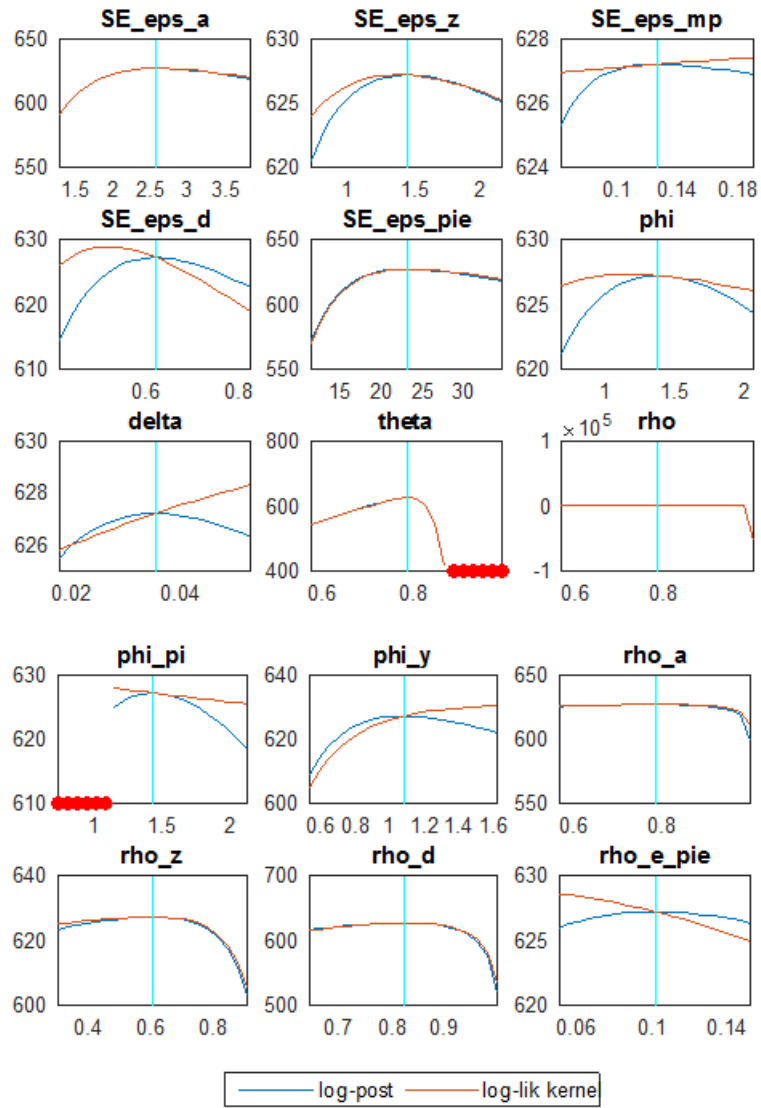 SE_eps_a SE_eps_z SE_eps_mp
650 630 628
600 625 626
550 620 624
1.5 2 2.5 3 3.5 1 1.5 2 0.1 0.14 0.18
SE_eps_d SE_eps_pie phi
630 650 630
620 600 625
610 550 620
0.6 0.8 15 20 25 30 1 1.5 2
delta theta rho
× 10^5
630 800 1
628 600 0
626 400 -1
0.02 0.04 0.6 0.8 0.6 0.8
phi_pi phi_y rho_a
630 640 650
620 620 600
610 600 550
1 1.5 2 0.6 0.8 1 1.2 1.4 1.6 0.6 0.8
rho_z rho_d rho_e_pie
640 700 630
620 600 625
600 500 620
0.4 0.6 0.8 0.7 0.8 0.9 0.06 0.1 0.14
log-post log-lik kernel